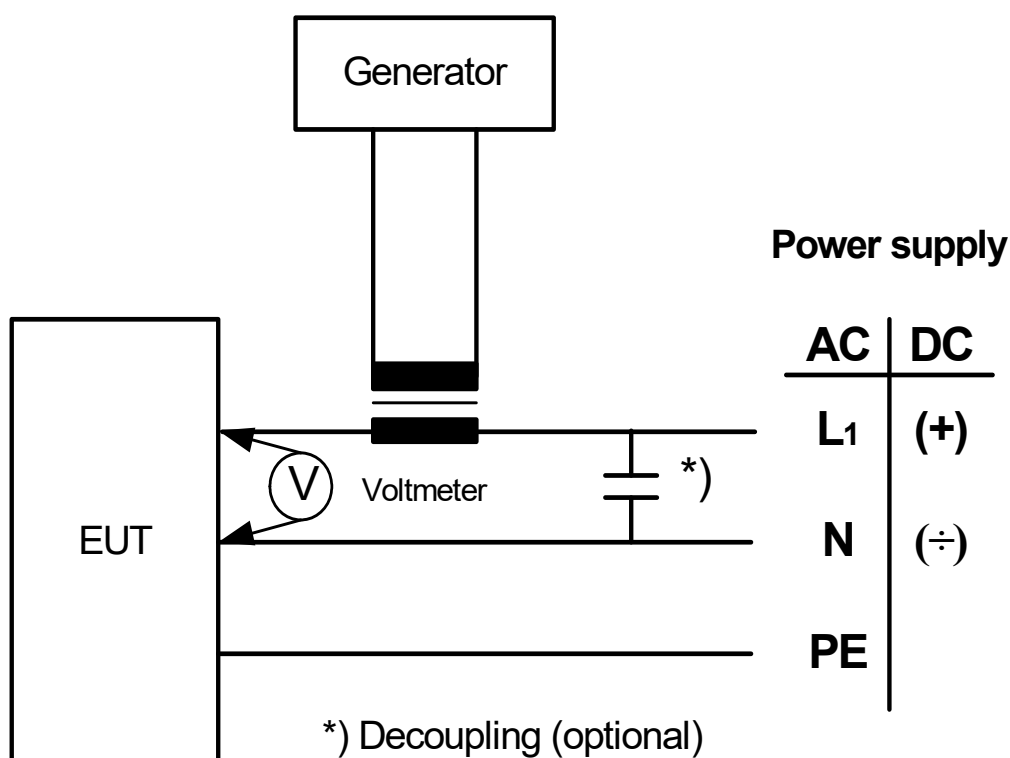 Generator
Power supply
AC DC
L1 (+)
*)
V Voltmeter
EUT
N (÷)
PE
*) Decoupling (optional)